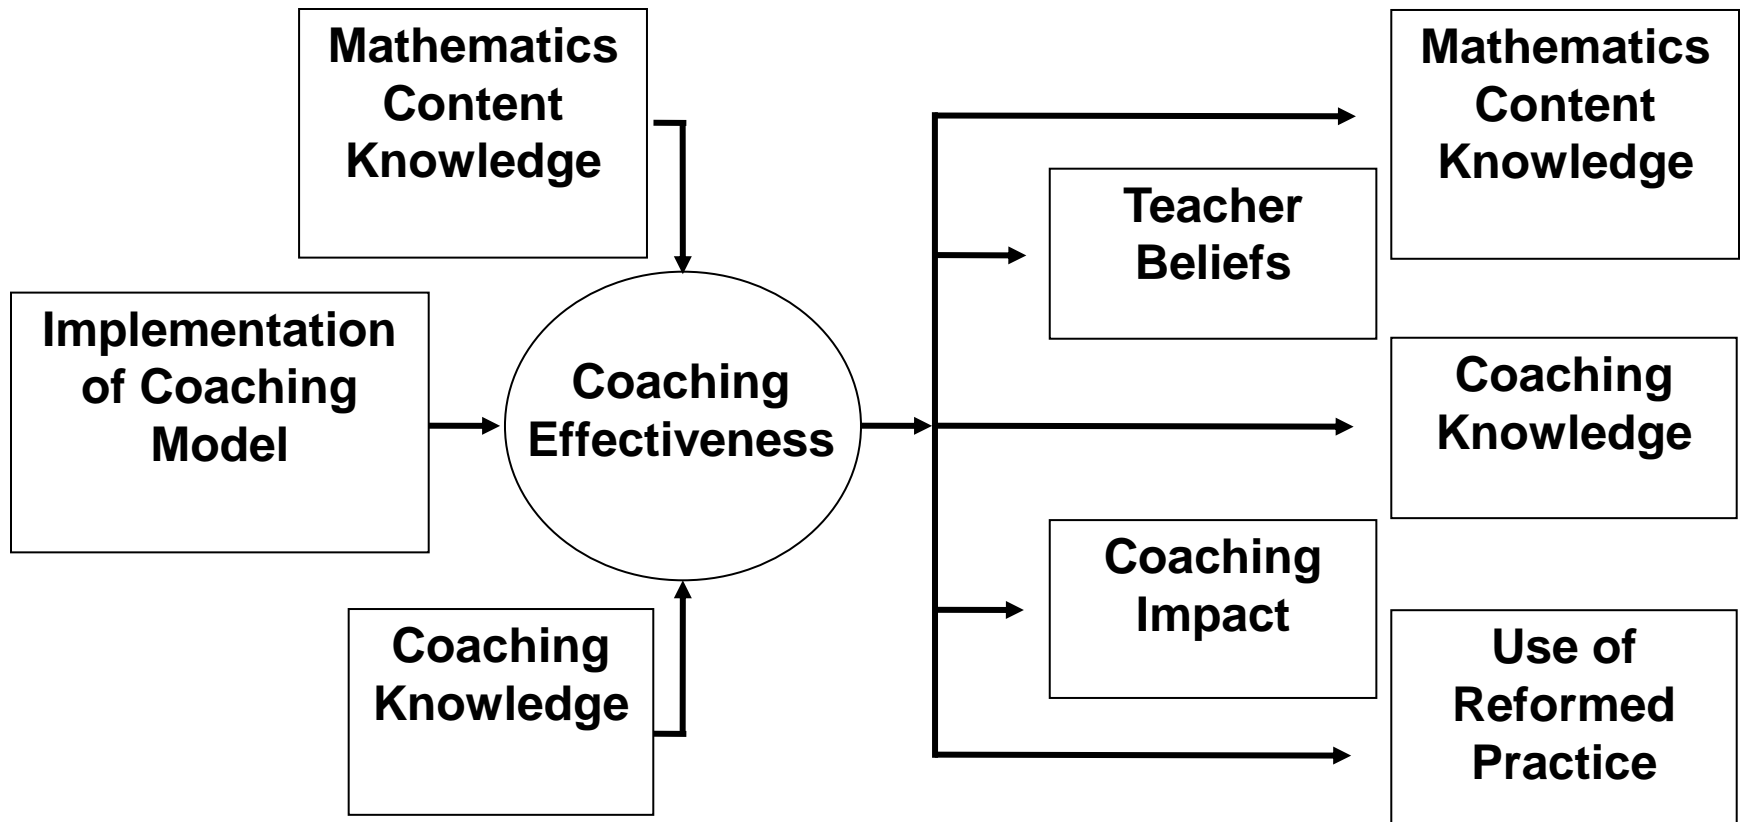 Mathematics
Content
Knowledge
Implementation
of Coaching
Model
Coaching
Knowledge
Coaching
Effectiveness
Mathematics
Content
Knowledge
Teacher
Beliefs
Coaching
Knowledge
Coaching
Impact
Use of
Reformed
Practice